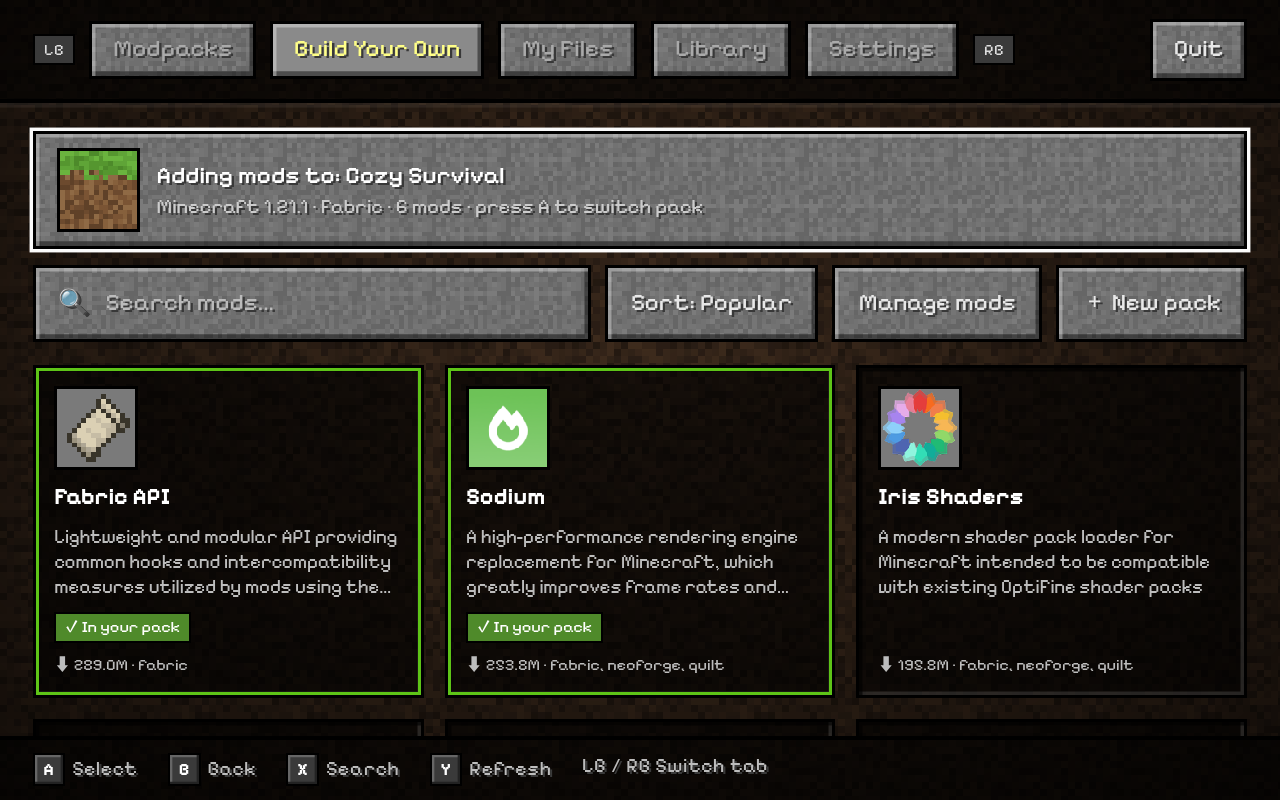 LB
Modpacks
Build Your Own
My Files
Library
Settings
RB
Quit
Adding mods to: Cozy Survival
Minecraft 1.21.1 · Fabric · 6 mods · press A to switch pack
Search mods...
Sort: Popular
Manage mods
+ New pack
Fabric API
Lightweight and modular API providing
common hooks and intercompatibility
measures utilized by mods using the...
✓ In your pack
⬇ 289.0M · fabric
Sodium
A high-performance rendering engine
replacement for Minecraft, which
greatly improves frame rates and...
✓ In your pack
⬇ 253.8M · fabric, neoforge, quilt
Iris Shaders
A modern shader pack loader for
Minecraft intended to be compatible
with existing OptiFine shader packs
⬇ 195.8M · fabric, neoforge, quilt
A Select
B Back
X Search
Y Refresh
LB / RB Switch tab